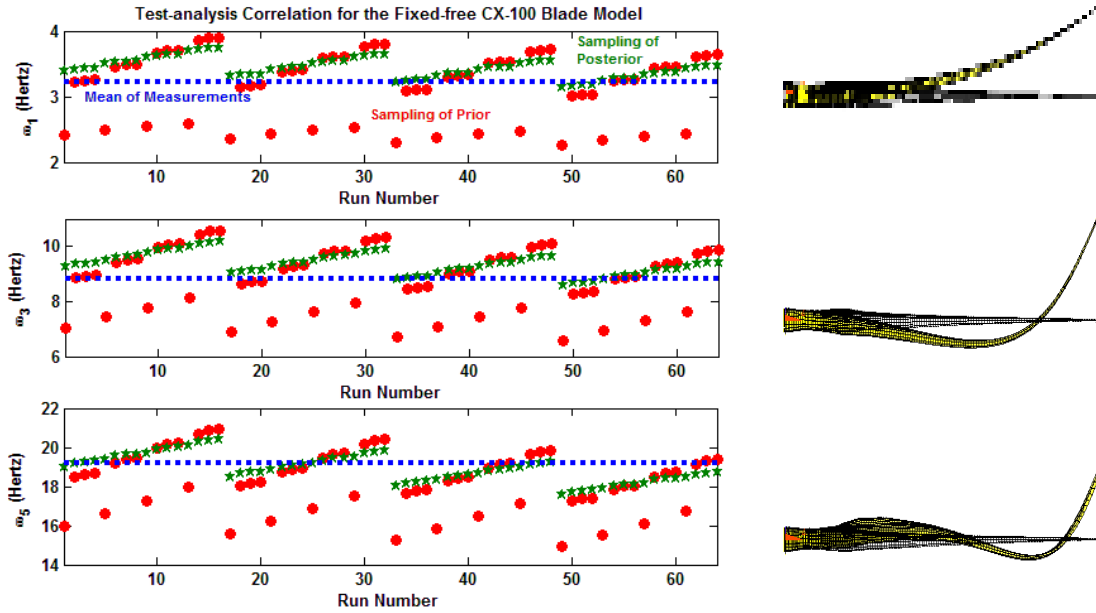 Test-analysis Correlation for the Fixed-free CX-100 Blade Model
4
3
2
ω1 (Hertz)
Sampling of
Posterior
Mean of Measurements
Sampling of Prior
10 20 30 40 50 60
Run Number
10
8
6
ω3 (Hertz)
10 20 30 40 50 60
Run Number
22
20
18
16
14
ω5 (Hertz)
10 20 30 40 50 60
Run Number